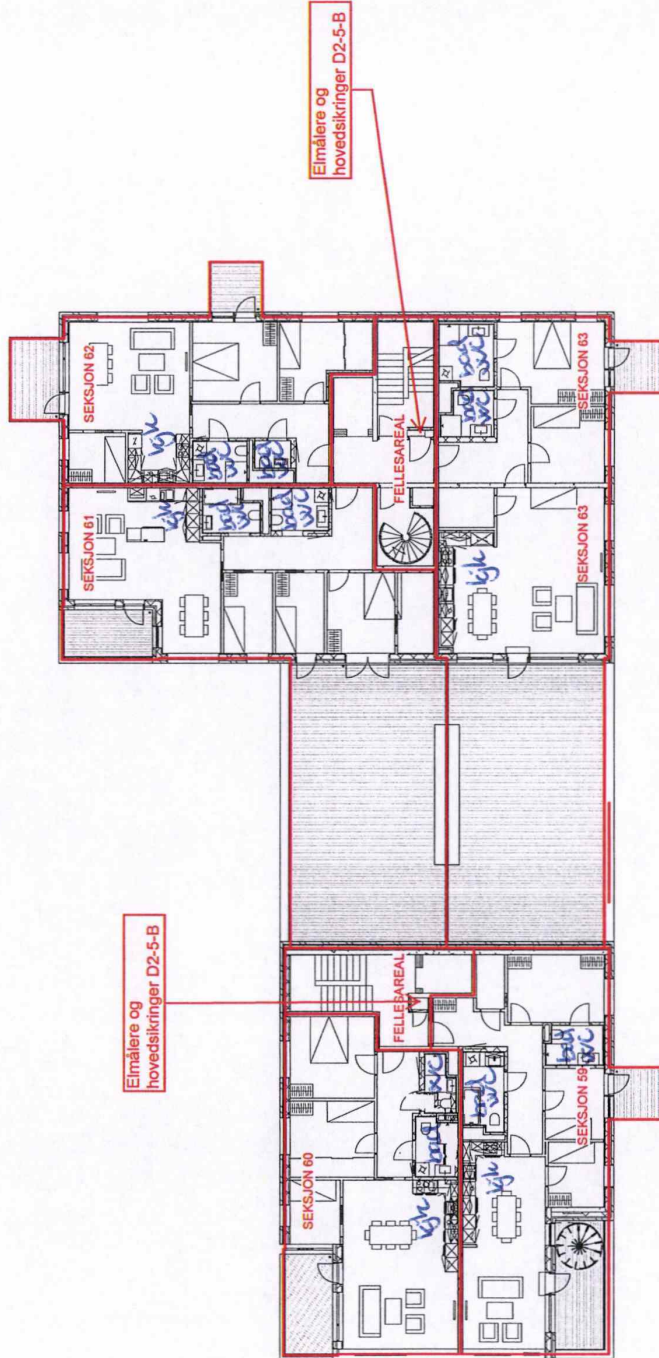 Elmålere og
hovedsikringer D2-5-B
SEKSJON 62
kjk
bad
WC
bad
WC
SEKSJON 61
kjk
bad
WC
bad
WC
FELLESAREAL
bad
WC
bad
WC
SEKSJON 63
kjk
SEKSJON 63
Elmålere og
hovedsikringer D2-5-B
FELLESAREAL
SEKSJON 60
WC
bad
kjk
bad
WC
bad
WC
SEKSJON 59
kjk